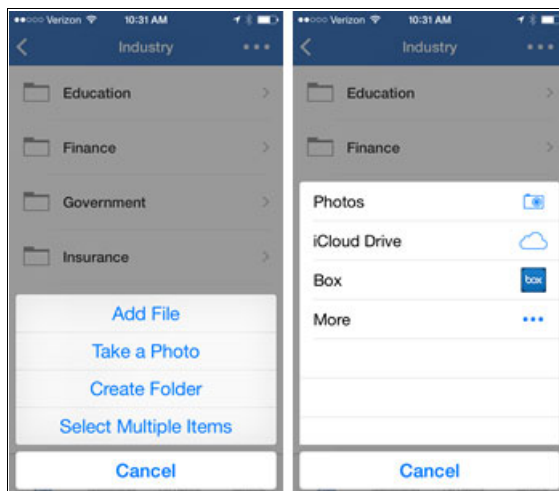 Verizon 10:31 AM
Industry
Education
Finance
Government
Insurance
Add File
Take a Photo
Create Folder
Select Multiple Items
Cancel
Verizon 10:31 AM
Industry
Education
Finance
Photos
iCloud Drive
Box
box
More
Cancel